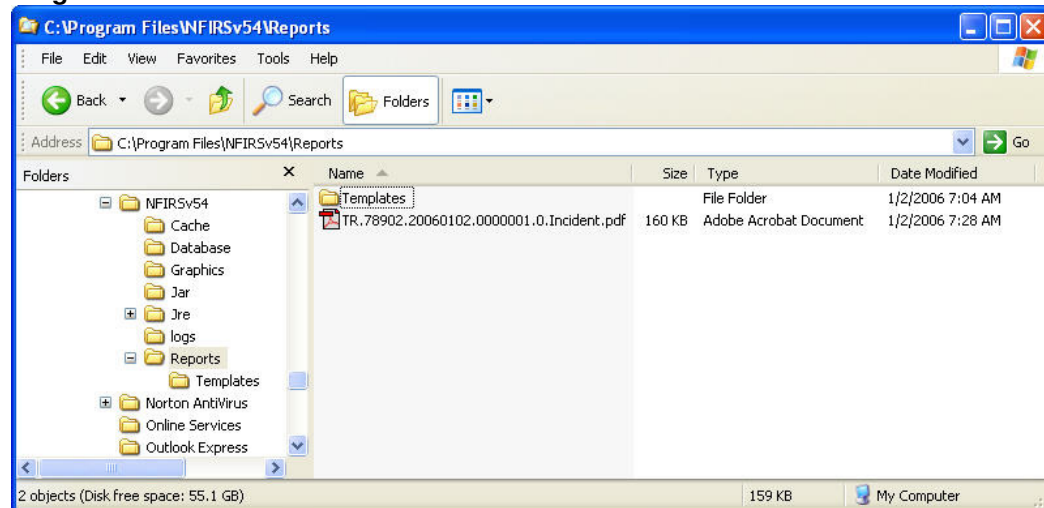 C:\Program Files\NFIRSv54\Reports
File Edit View Favorites Tools Help
Back Search Folders
Address C:\Program Files\NFIRSv54\Reports Go
Folders Name Size Type Date Modified
NFIRSv54
Cache
Database
Graphics
Jar
Jre
logs
Reports
Templates
Norton AntiVirus
Online Services
Outlook Express
Templates File Folder 1/2/2006 7:04 AM
TR.78902.20060102.0000001.0.Incident.pdf 160 KB Adobe Acrobat Document 1/2/2006 7:28 AM
2 objects (Disk free space: 55.1 GB) 159 KB My Computer